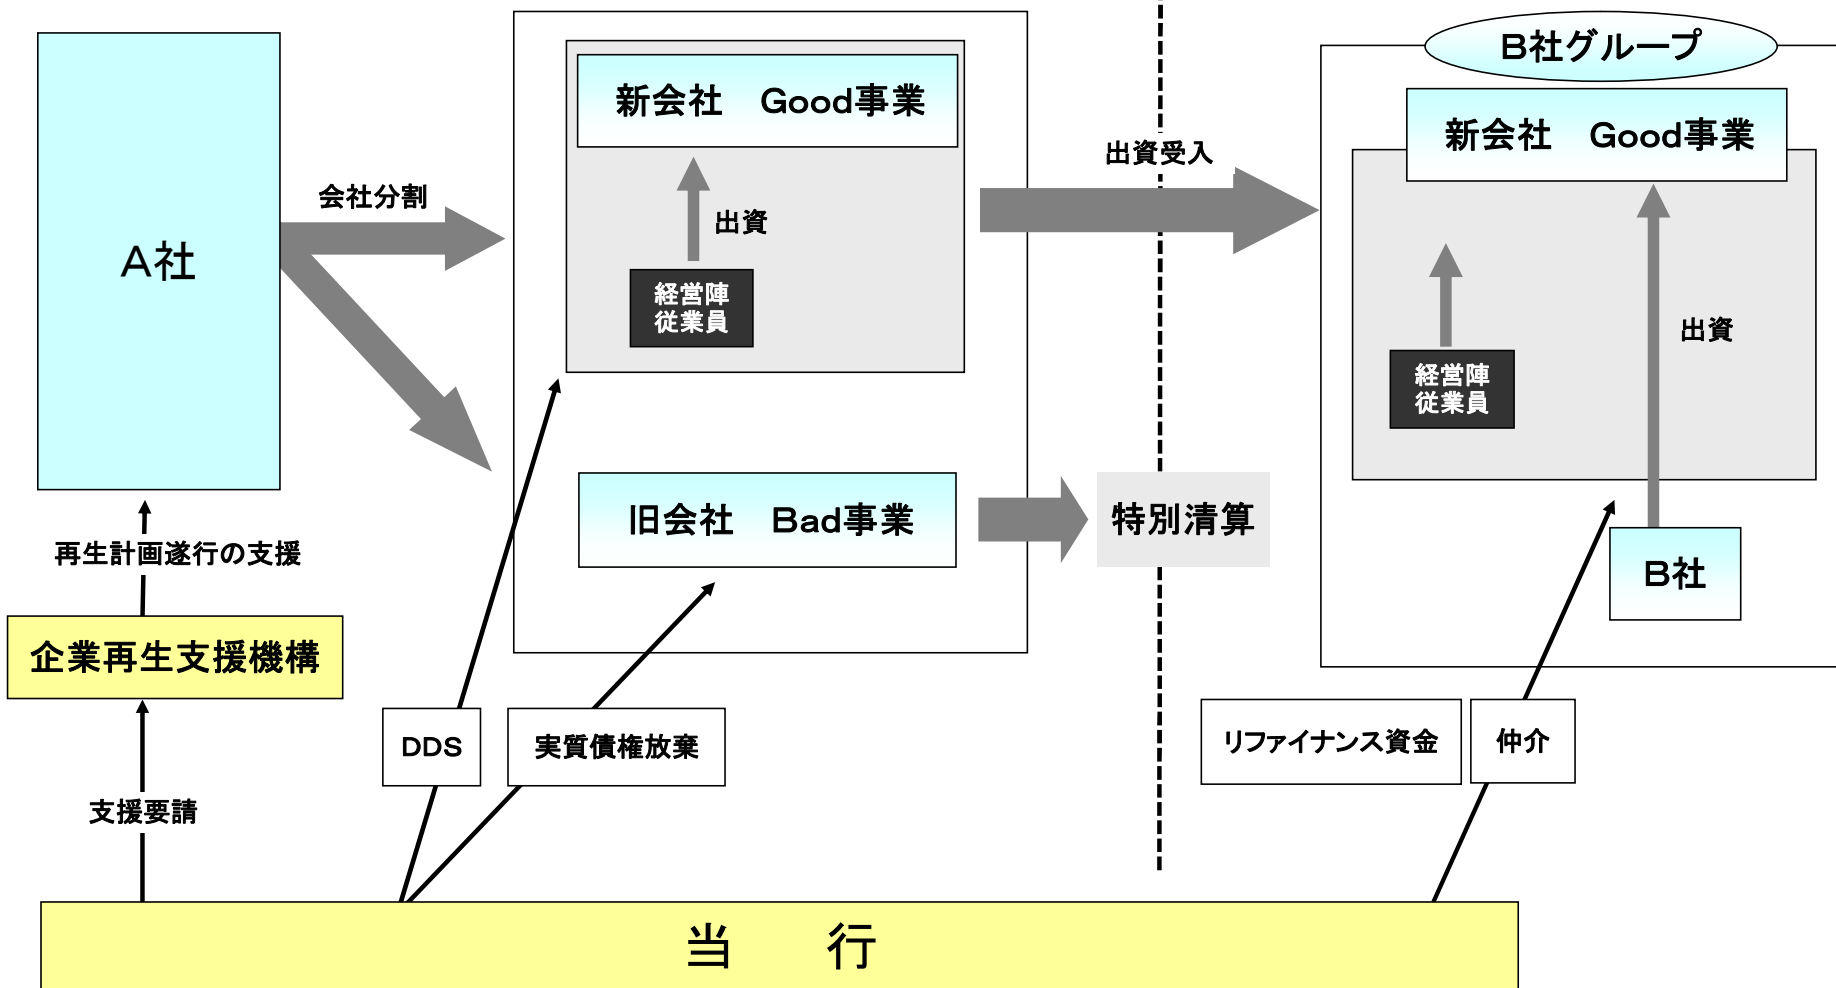 A社
会社分割
新会社　Good事業
出資
経営陣
従業員
旧会社　Bad事業
出資受入
特別清算
B社グループ
新会社　Good事業
経営陣
従業員
出資
B社
再生計画遂行の支援
企業再生支援機構
支援要請
DDS
実質債権放棄
リファイナンス資金
仲介
当　行